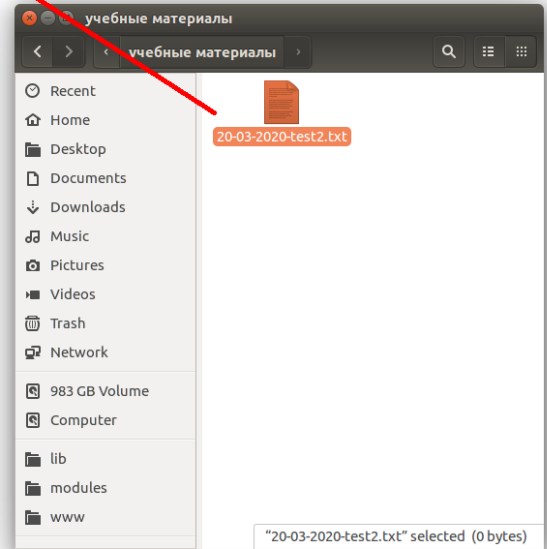 учебные материалы
учебные материалы
Recent
Home
Desktop
Documents
Downloads
Music
Pictures
Videos
Trash
Network
983 GB Volume
Computer
lib
modules
www
20-03-2020-test2.txt
“20-03-2020-test2.txt” selected (0 bytes)